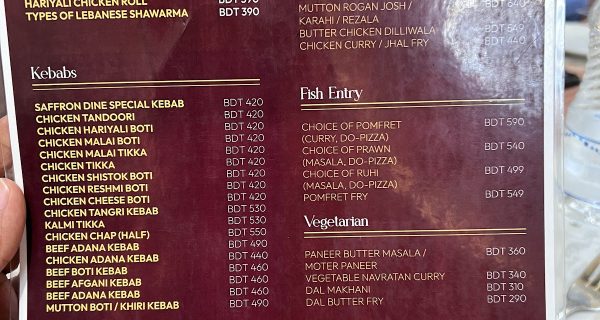 HARIYALI CHICKEN ROLL BDT 390
TYPES OF LEBANESE SHAWARMA BDT 390
Kebabs
SAFFRON DINE SPECIAL KEBAB BDT 420
CHICKEN TANDOORI BDT 420
CHICKEN HARIYALI BOTI BDT 420
CHICKEN MALAI BOTI BDT 420
CHICKEN MALAI TIKKA BDT 420
CHICKEN TIKKA BDT 420
CHICKEN SHISTOK BOTI BDT 420
CHICKEN RESHMI BOTI BDT 420
CHICKEN CHEESE BOTI BDT 420
CHICKEN TANGRI KEBAB BDT 530
KALMI TIKKA BDT 530
CHICKEN CHAP (HALF) BDT 550
BEEF ADANA KEBAB BDT 490
CHICKEN ADANA KEBAB BDT 440
BEEF BOTI KEBAB BDT 460
BEEF AFGANI KEBAB BDT 460
BEEF ADANA KEBAB BDT 460
MUTTON BOTI / KHIRI KEBAB BDT 490
MUTTON ROGAN JOSH / BDT 640
KARAHI / REZALA
BUTTER CHICKEN DILLIWALA BDT 549
CHICKEN CURRY / JHAL FRY BDT 440
Fish Entry
CHOICE OF POMFRET BDT 590
(CURRY, DO-PIZZA)
CHOICE OF PRAWN BDT 540
(MASALA, DO-PIZZA)
CHOICE OF RUHI BDT 499
(MASALA, DO-PIZZA)
POMFRET FRY BDT 549
Vegetarian
PANEER BUTTER MASALA / BDT 360
MOTER PANEER
VEGETABLE NAVRATAN CURRY BDT 340
DAL MAKHANI BDT 310
DAL BUTTER FRY BDT 290